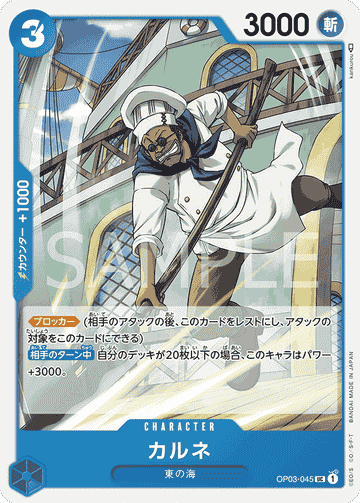 3
3000
斬
karikurou
カウンター +1000
SAMPLE
ブロッカー (相手のアタックの後、このカードをレストにし、アタックの
対象をこのカードにできる)
相手のターン中 自分のデッキが20枚以下の場合、このキャラはパワー
+3000。
CHARACTER
カルネ
東の海
©E.O/S. ©E.O./S・F・T BANDAI MADE IN JAPAN
OP03-045 UC 1